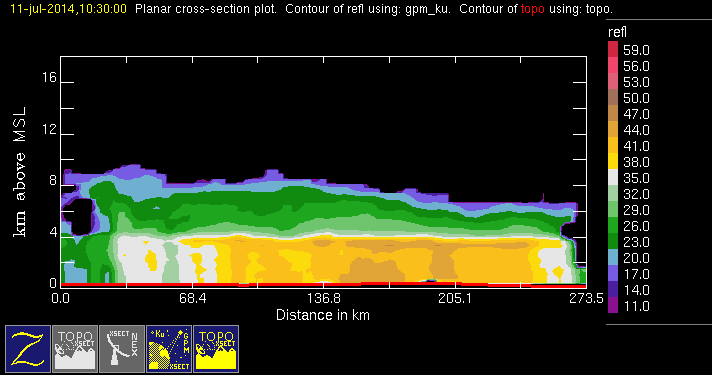 11-jul-2014,10:30:00 Planar cross-section plot. Contour of refl using: gpm_ku. Contour of topo using: topo.
refl
59.0
56.0
53.0
50.0
47.0
44.0
41.0
38.0
35.0
32.0
29.0
26.0
23.0
20.0
17.0
14.0
11.0
km above MSL
16
12
8
4
0
0.0 68.4 136.8 205.1 273.5
Distance in km
Z
TOPO
XSECT
XSECT
XSECT
Ku
GPM
XSECT
TOPO
XSECT